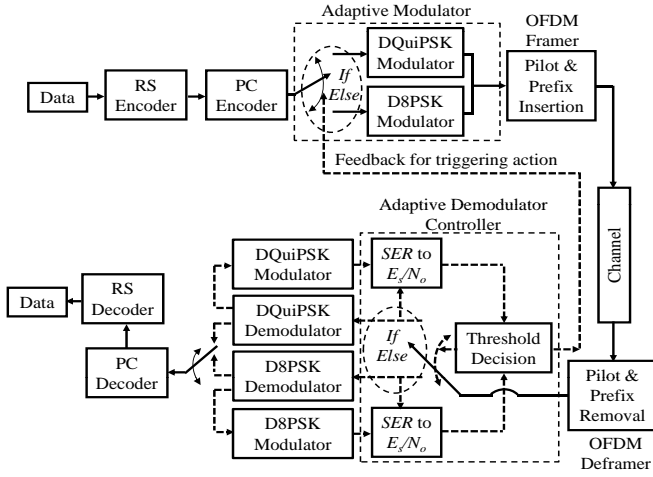 Adaptive Modulator
OFDM
Framer
Data
RS
Encoder
PC
Encoder
If
Else
DQuiPSK
Modulator
D8PSK
Modulator
Pilot &
Prefix
Insertion
Feedback for triggering action
Channel
Adaptive Demodulator
Controller
DQuiPSK
Modulator
SER to
Es/No
Data
RS
Decoder
DQuiPSK
Demodulator
If
Else
Threshold
Decision
PC
Decoder
D8PSK
Demodulator
Pilot &
Prefix
Removal
D8PSK
Modulator
SER to
Es/No
OFDM
Deframer